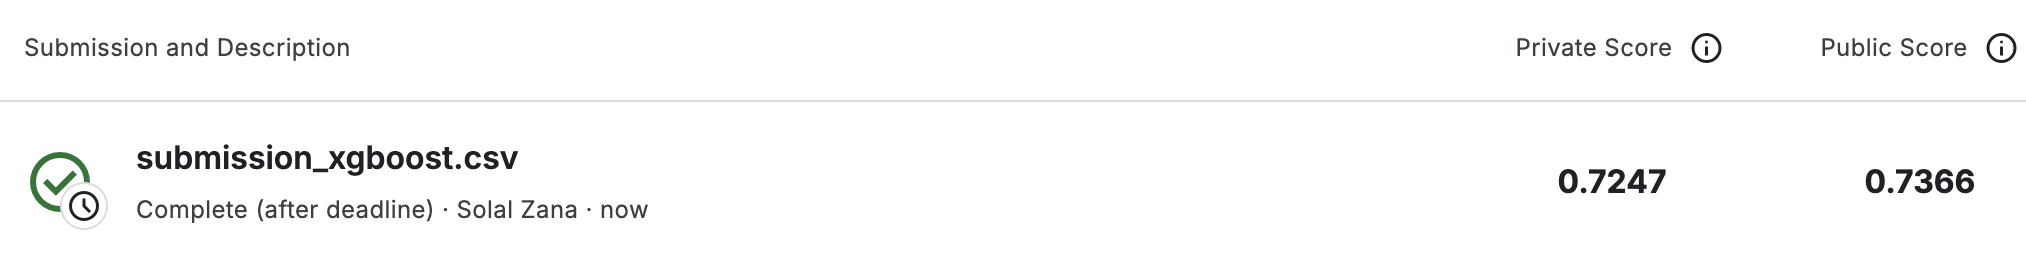 Submission and Description Private Score Public Score
submission_xgboost.csv
Complete (after deadline) · Solal Zana · now
0.7247 0.7366